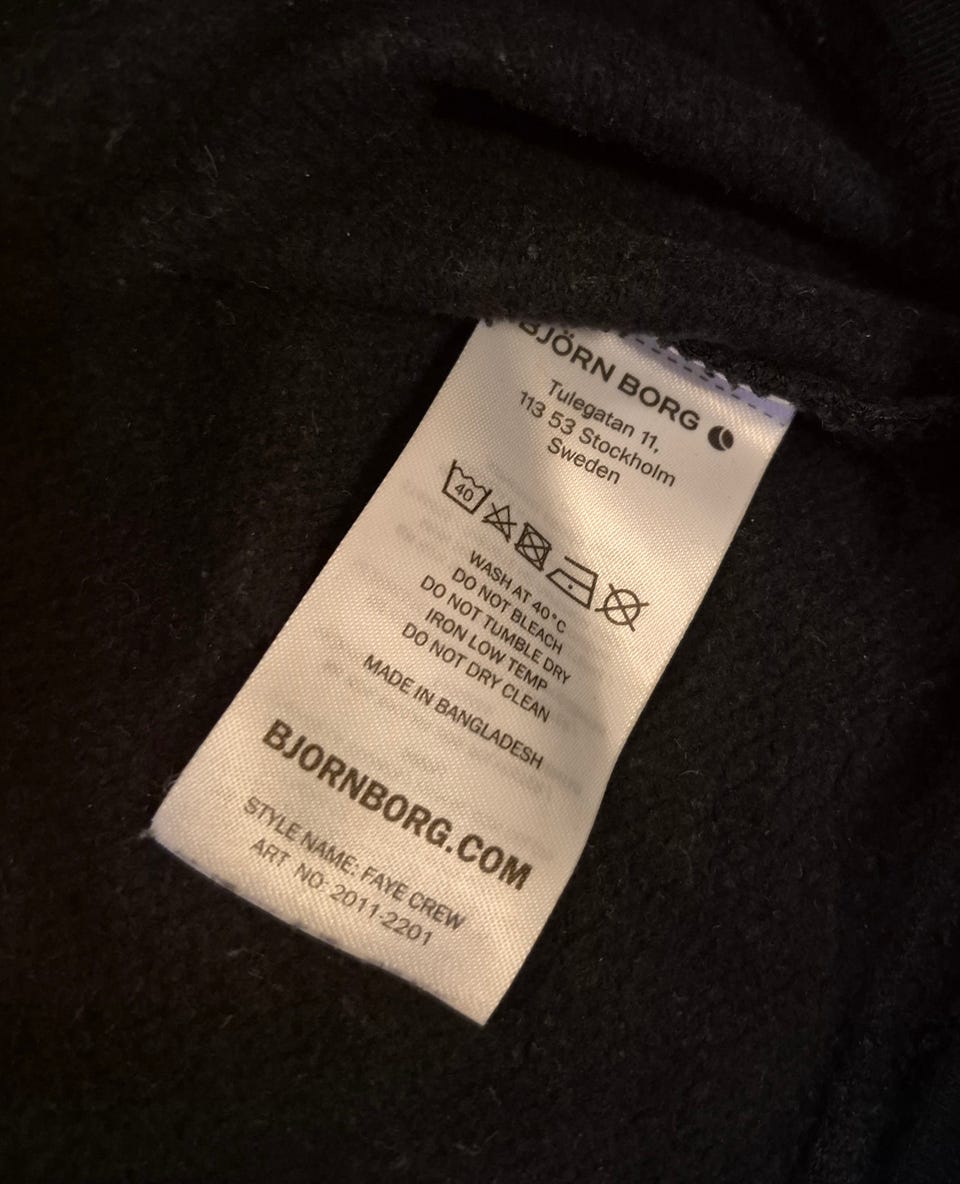 BJÖRN BORG
Tulegatan 11,
113 53 Stockholm
Sweden
40
WASH AT 40°C
DO NOT BLEACH
DO NOT TUMBLE DRY
IRON LOW TEMP
DO NOT DRY CLEAN
MADE IN BANGLADESH
BJORNBORG.COM
STYLE NAME: FAYE CREW
ART NO: 2011-2201